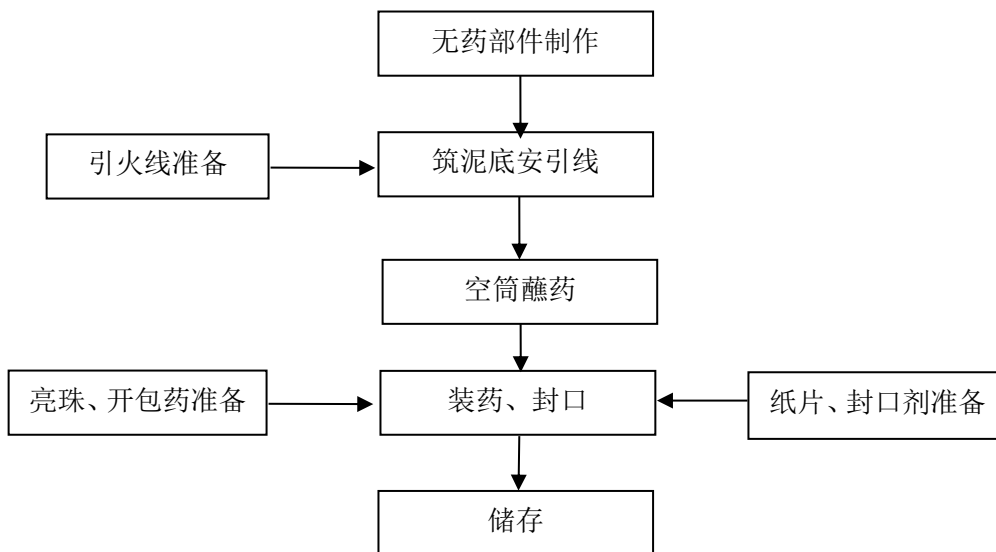 无药部件制作
引火线准备
筑泥底安引线
空筒蘸药
亮珠、开包药准备
装药、封口
纸片、封口剂准备
储存